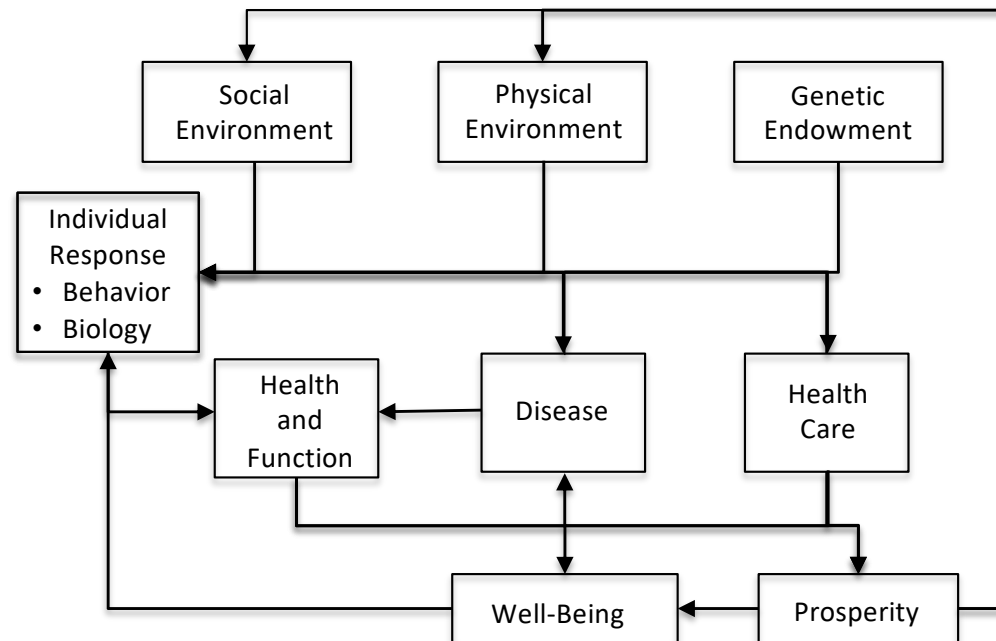 Social
Environment
Physical
Environment
Genetic
Endowment
Individual
Response
• Behavior
• Biology
Health
and
Function
Disease
Health
Care
Well-Being
Prosperity